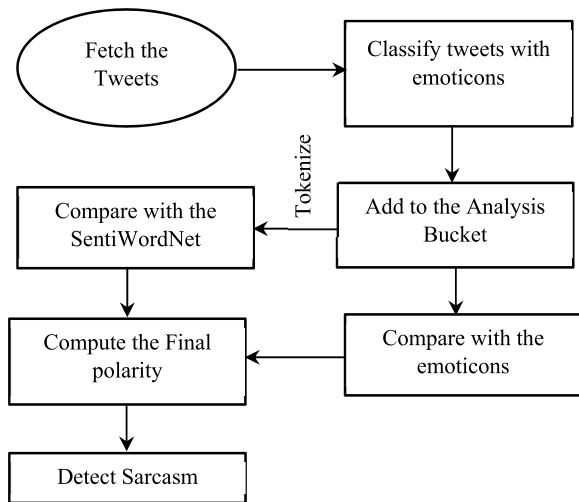 Fetch the
Tweets
Classify tweets with
emoticons
Tokenize
Compare with the
SentiWordNet
Add to the Analysis
Bucket
Compute the Final
polarity
Compare with the
emoticons
Detect Sarcasm